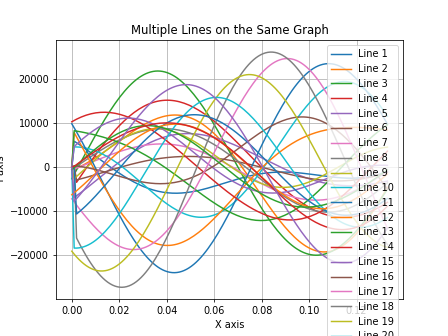 Multiple Lines on the Same Graph
20000
10000
0
−10000
−20000
0.00
0.02
0.04
0.06
0.08
0.10
X axis
Line 1
Line 2
Line 3
Line 4
Line 5
Line 6
Line 7
Line 8
Line 9
Line 10
Line 11
Line 12
Line 13
Line 14
Line 15
Line 16
Line 17
Line 18
Line 19
Line 20